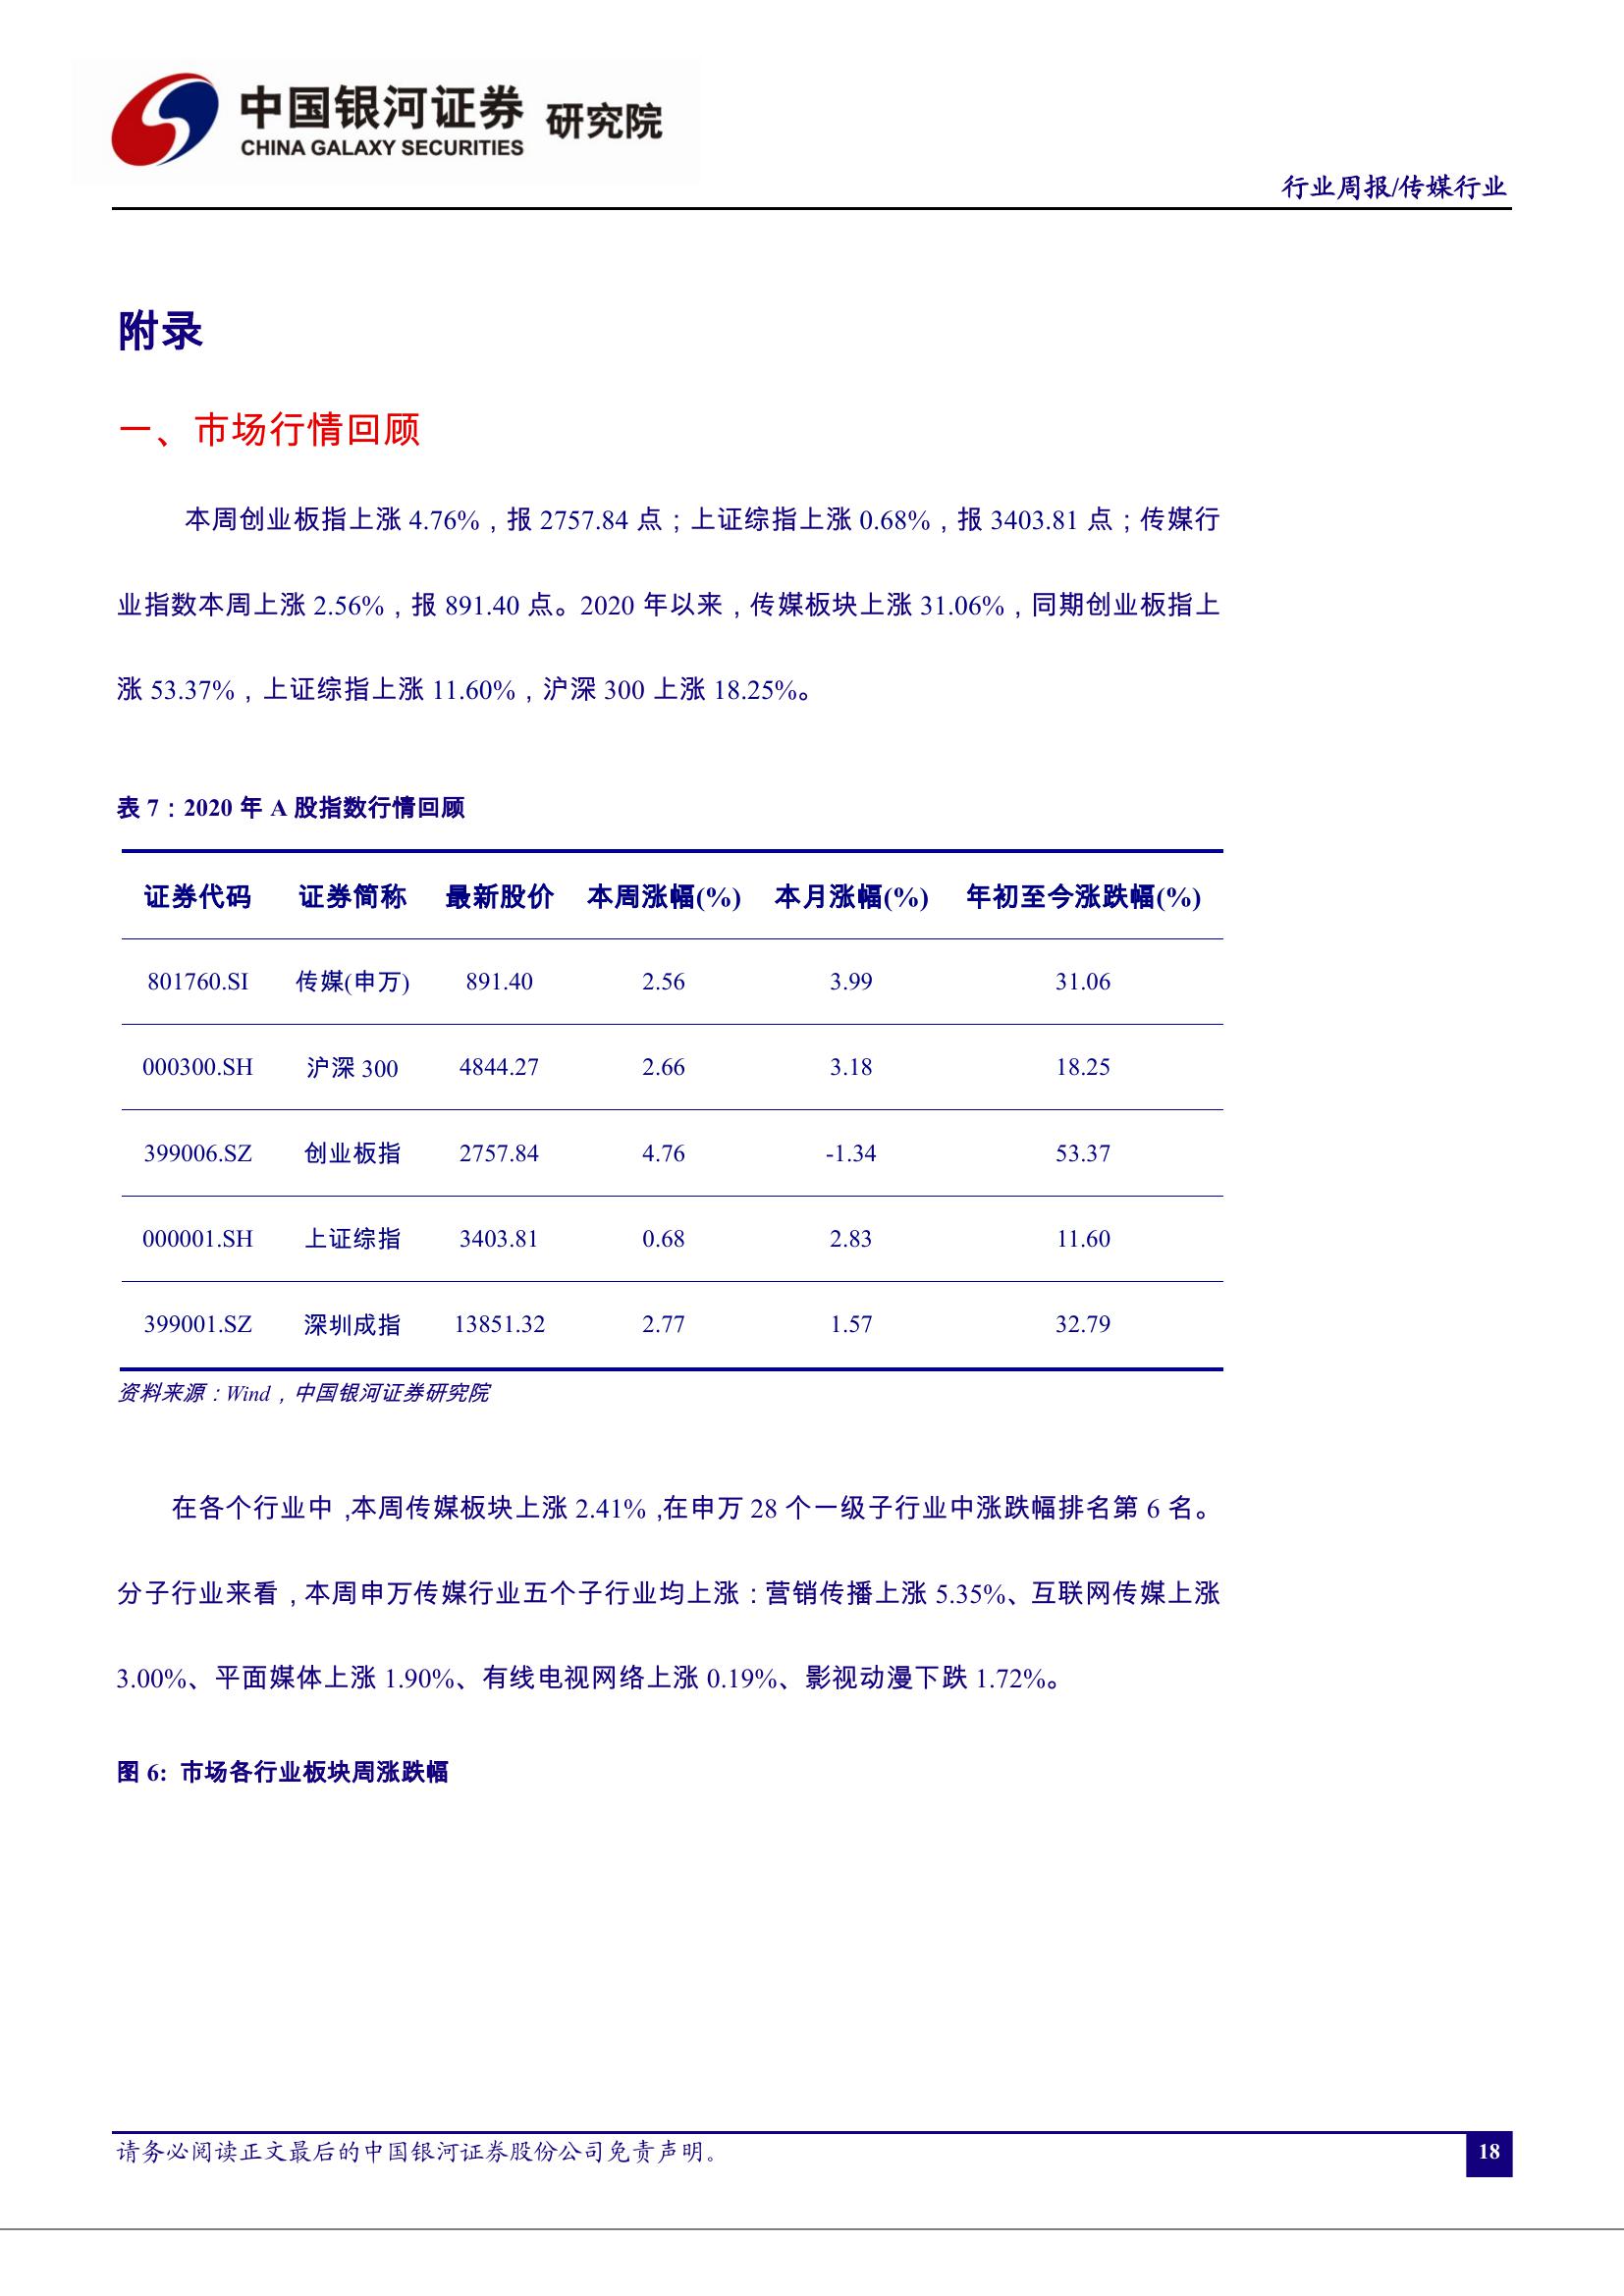 中国银河证券 研究院
CHINA GALAXY SECURITIES
行业周报/传媒行业
附录
一、市场行情回顾
本周创业板指上涨 4.76%，报 2757.84 点；上证综指上涨 0.68%，报 3403.81 点；传媒行
业指数本周上涨 2.56%，报 891.40 点。2020 年以来，传媒板块上涨 31.06%，同期创业板指上
涨 53.37%，上证综指上涨 11.60%，沪深 300 上涨 18.25%。
表 7：2020 年 A 股指数行情回顾
证券代码 证券简称 最新股价 本周涨幅(%) 本月涨幅(%) 年初至今涨跌幅(%)
801760.SI 传媒(申万) 891.40 2.56 3.99 31.06
000300.SH 沪深 300 4844.27 2.66 3.18 18.25
399006.SZ 创业板指 2757.84 4.76 -1.34 53.37
000001.SH 上证综指 3403.81 0.68 2.83 11.60
399001.SZ 深圳成指 13851.32 2.77 1.57 32.79
资料来源：Wind，中国银河证券研究院
在各个行业中，本周传媒板块上涨 2.41%，在申万 28 个一级子行业中涨跌幅排名第 6 名。
分子行业来看，本周申万传媒行业五个子行业均上涨：营销传播上涨 5.35%、互联网传媒上涨
3.00%、平面媒体上涨 1.90%、有线电视网络上涨 0.19%、影视动漫下跌 1.72%。
图 6: 市场各行业板块周涨跌幅
请务必阅读正文最后的中国银河证券股份公司免责声明。
18